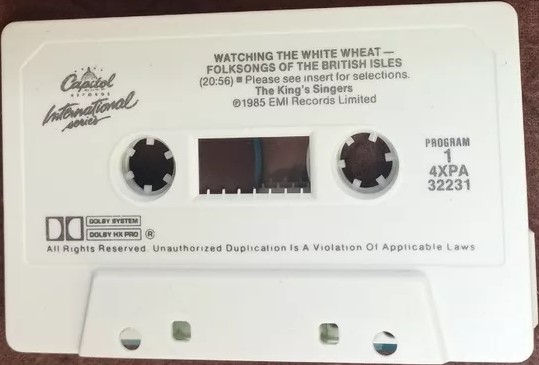 WATCHING THE WHITE WHEAT —
FOLKSONGS OF THE BRITISH ISLES
(20:56) ■ Please see insert for selections.
The King's Singers
℗1985 EMI Records Limited
Capitol
RECORDS
International
series
PROGRAM
1
4XPA
32231
DOLBY SYSTEM
DOLBY HX PRO ®
All Rights Reserved. Unauthorized Duplication Is A Violation Of Applicable Laws